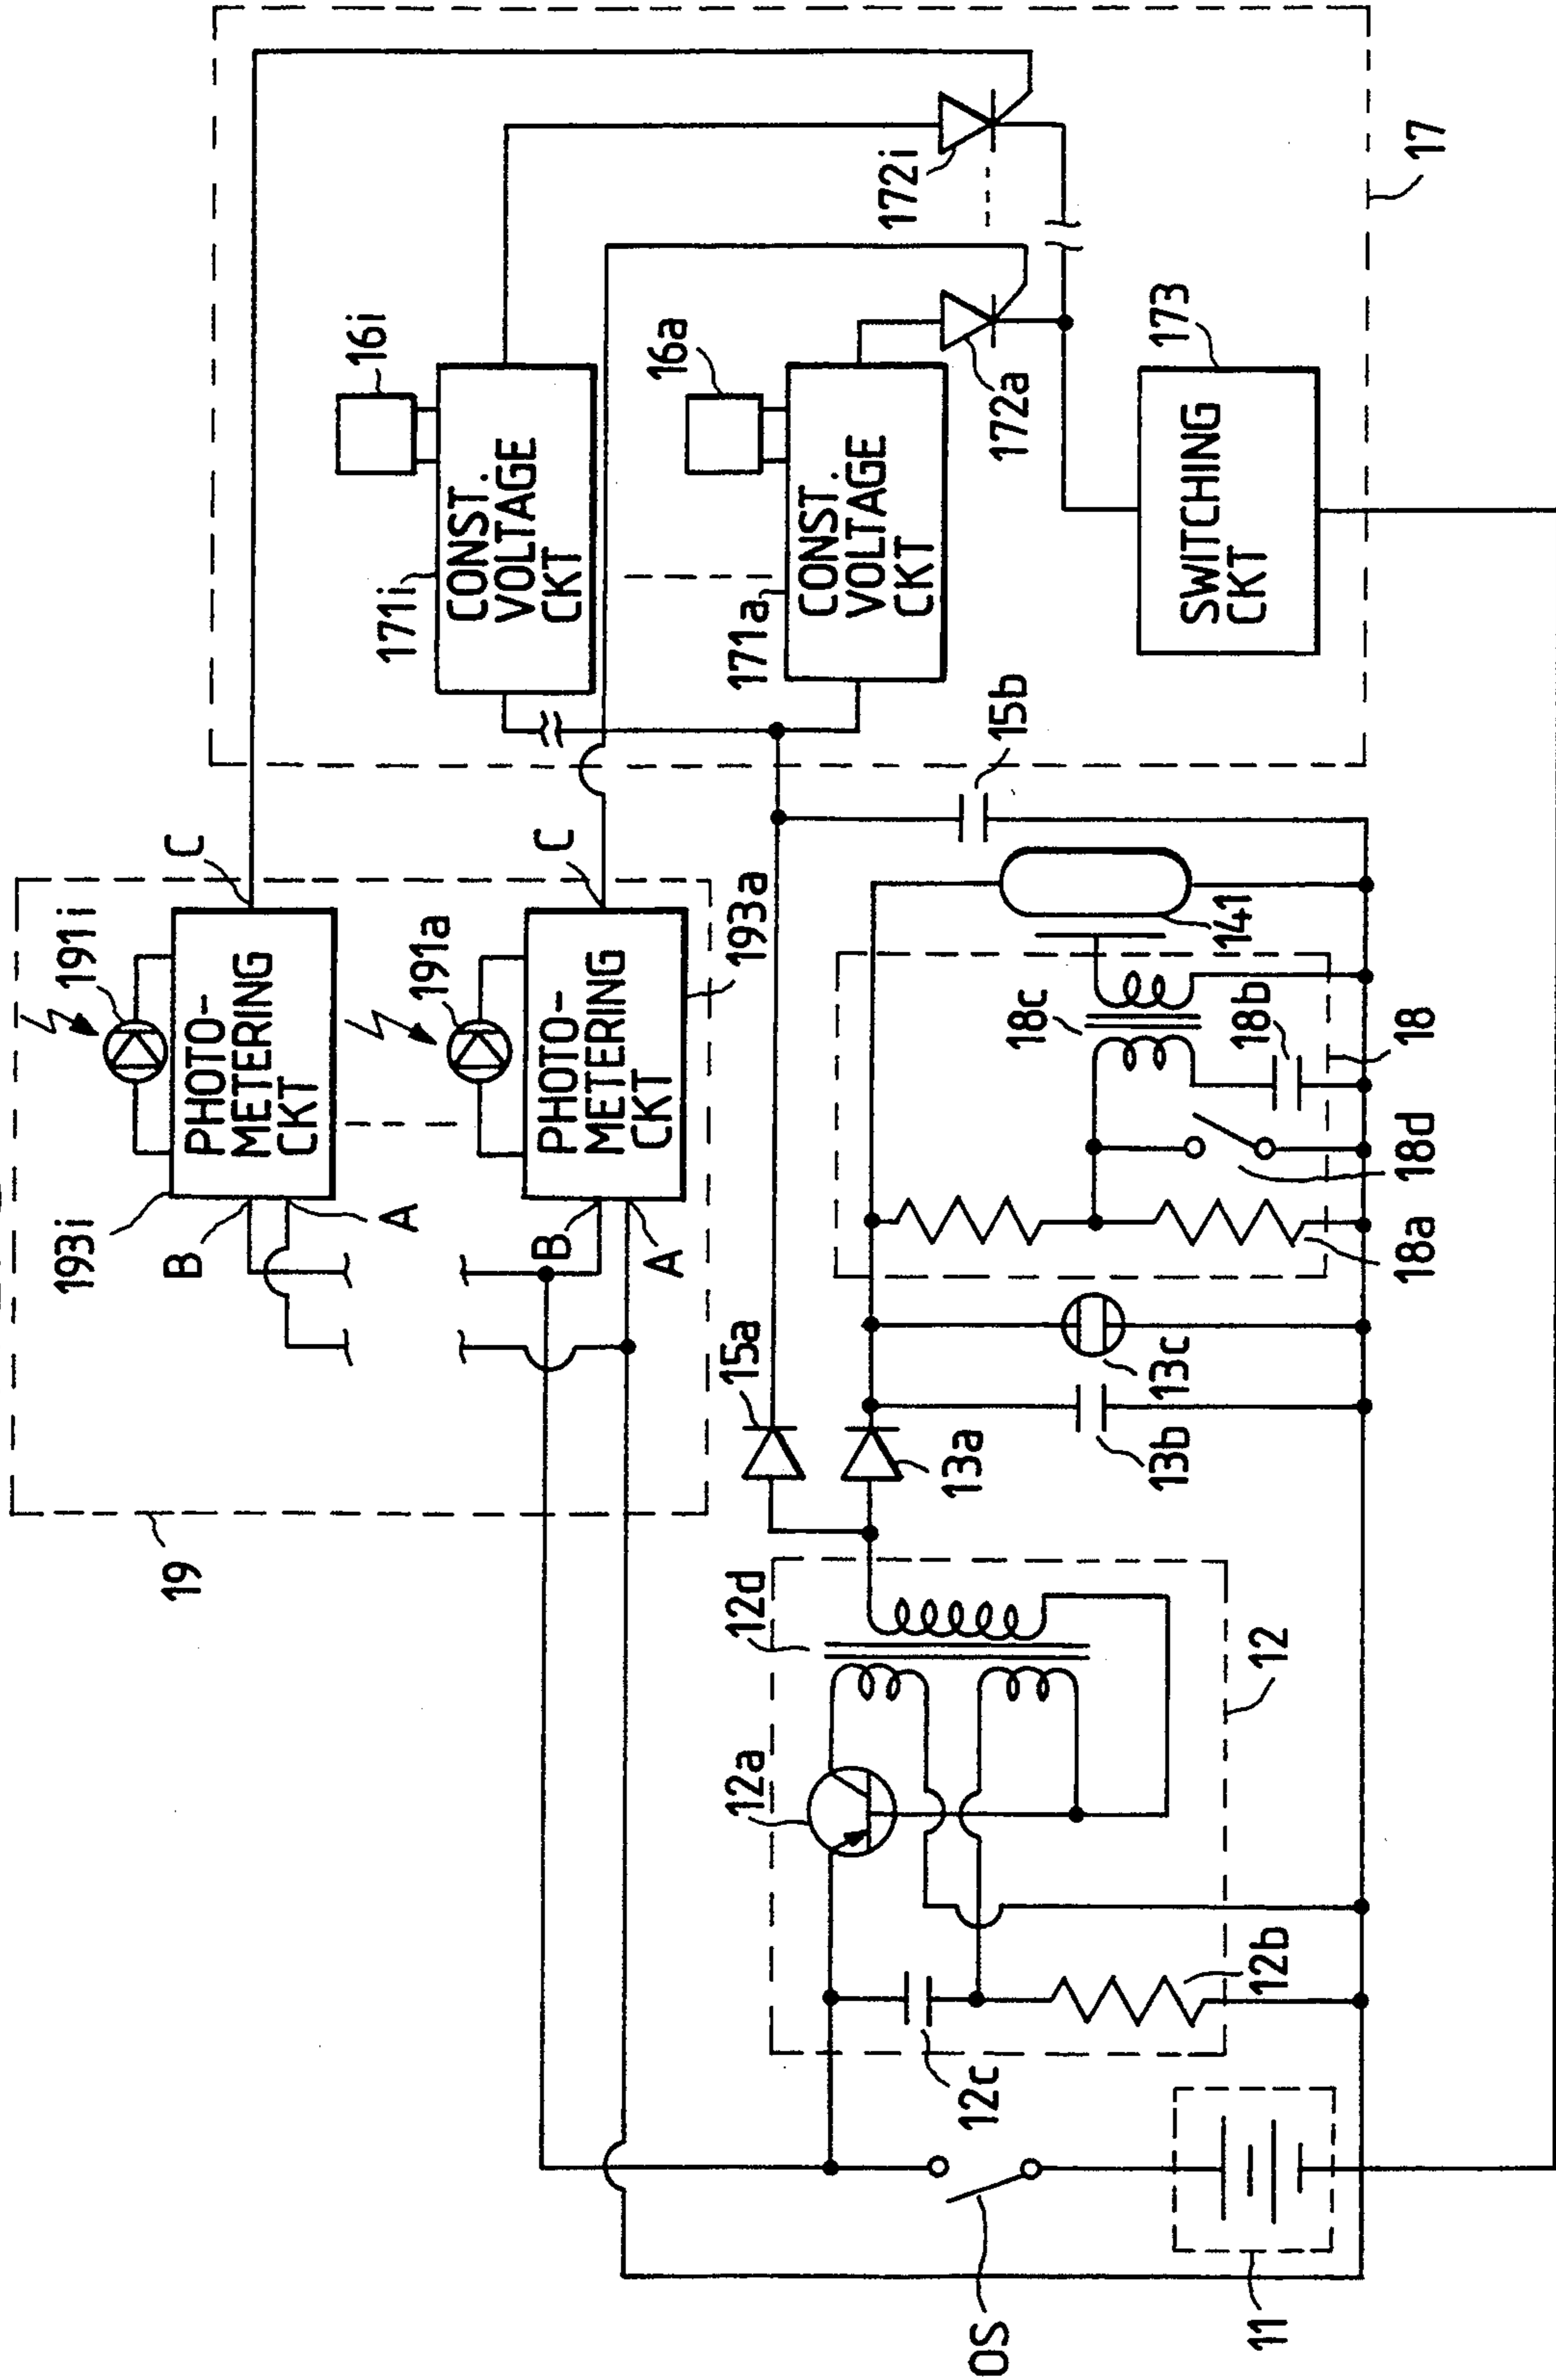 19
193i
B
A
191i
PHOTO-
METERING
CKT
C
B
A
191a
PHOTO-
METERING
CKT
C
193a
171i
16i
CONST.
VOLTAGE
CKT
171a
16a
CONST.
VOLTAGE
CKT
172i
172a
173
SWITCHING
CKT
17
12a
12d
12c
12b
12
15a
13a
13b
13c
15b
18c
141
18b
18
18d
18a
OS
11